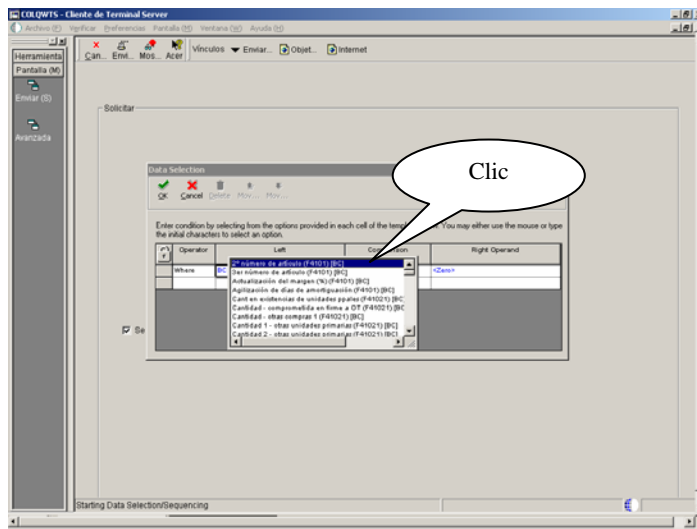 COLQWTS - Cliente de Terminal Server
Archivo (F) Verificar Preferencias Pantalla (M) Ventana (W) Ayuda (H)
Herramienta
Pantalla (M)
Enviar (S)
Avanzada
Can... Envi... Mos... Acer Vínculos Enviar... Objet... Internet
Solicitar
Data Selection
OK Cancel Delete Mov... Mov...
Clic
Enter condition by selecting from the options provided in each cell of the You may either use the mouse or type
the initial characters to select an option.
Operator Left Right Operand
Where BC <Zero>
2º número de artículo (F4101) [BC]
3er número de artículo (F4101) [BC]
Actualización del margen (%) (F4101) [BC]
Agilización de días de amortiguación (F4101) [BC]
Cant en existencias de unidades ppales (F41021) [BC
Cantidad - comprometida en firme a OT (F41021) [BC
Cantidad - otras compras 1 (F41021) [BC]
Cantidad 1 - otras unidades primarias (F41021) [BC]
Cantidad 2 - otras unidades primarias (F41021) [BC]
Se
Starting Data Selection/Sequencing